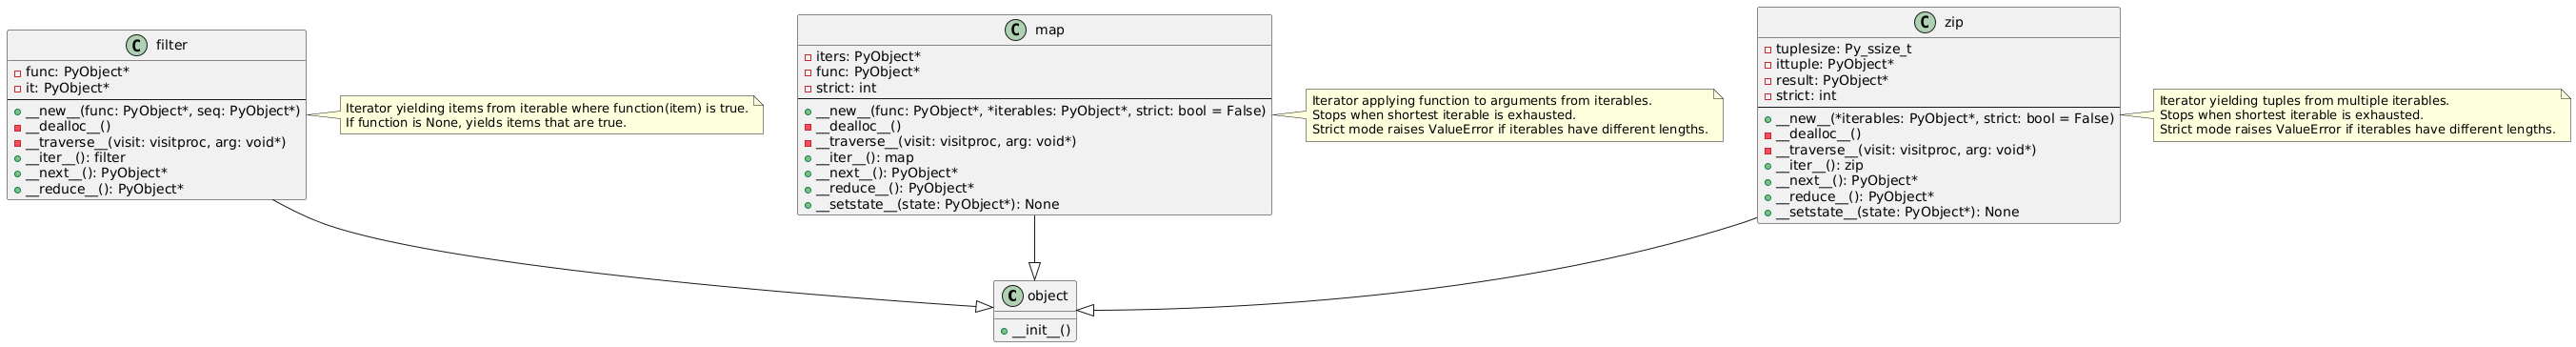 C filter
func: PyObject*
it: PyObject*
__new__(func: PyObject*, seq: PyObject*)
__dealloc__()
__traverse__(visit: visitproc, arg: void*)
__iter__(): filter
__next__(): PyObject*
__reduce__(): PyObject*
Iterator yielding items from iterable where function(item) is true.
If function is None, yields items that are true.
C map
iters: PyObject*
func: PyObject*
strict: int
__new__(func: PyObject*, *iterables: PyObject*, strict: bool = False)
__dealloc__()
__traverse__(visit: visitproc, arg: void*)
__iter__(): map
__next__(): PyObject*
__reduce__(): PyObject*
__setstate__(state: PyObject*): None
Iterator applying function to arguments from iterables.
Stops when shortest iterable is exhausted.
Strict mode raises ValueError if iterables have different lengths.
C zip
tuplesize: Py_ssize_t
ittuple: PyObject*
result: PyObject*
strict: int
__new__(*iterables: PyObject*, strict: bool = False)
__dealloc__()
__traverse__(visit: visitproc, arg: void*)
__iter__(): zip
__next__(): PyObject*
__reduce__(): PyObject*
__setstate__(state: PyObject*): None
Iterator yielding tuples from multiple iterables.
Stops when shortest iterable is exhausted.
Strict mode raises ValueError if iterables have different lengths.
C object
__init__()